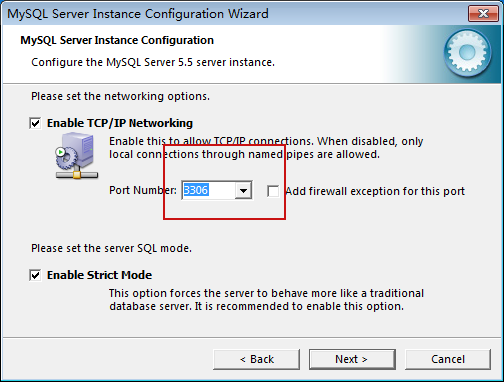 MySQL Server Instance Configuration Wizard
MySQL Server Instance Configuration
Configure the MySQL Server 5.5 server instance.
Please set the networking options.
Enable TCP/IP Networking
Enable this to allow TCP/IP connections. When disabled, only
local connections through named pipes are allowed.
Port Number: 3306 Add firewall exception for this port
Please set the server SQL mode.
Enable Strict Mode
This option forces the server to behave more like a traditional
database server. It is recommended to enable this option.
< Back Next > Cancel